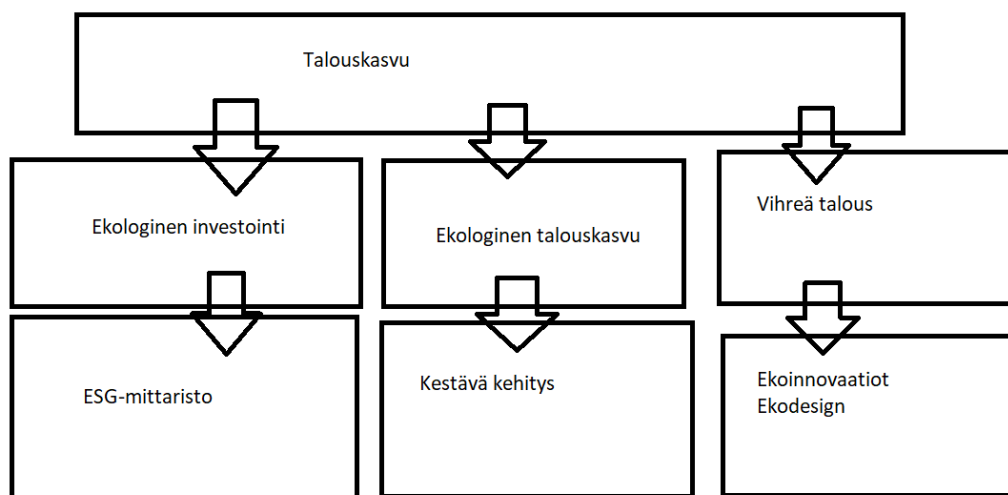 Talouskasvu
Ekologinen investointi
Ekologinen talouskasvu
Vihreä talous
ESG-mittaristo
Kestävä kehitys
Ekoinnovaatiot
Ekodesign